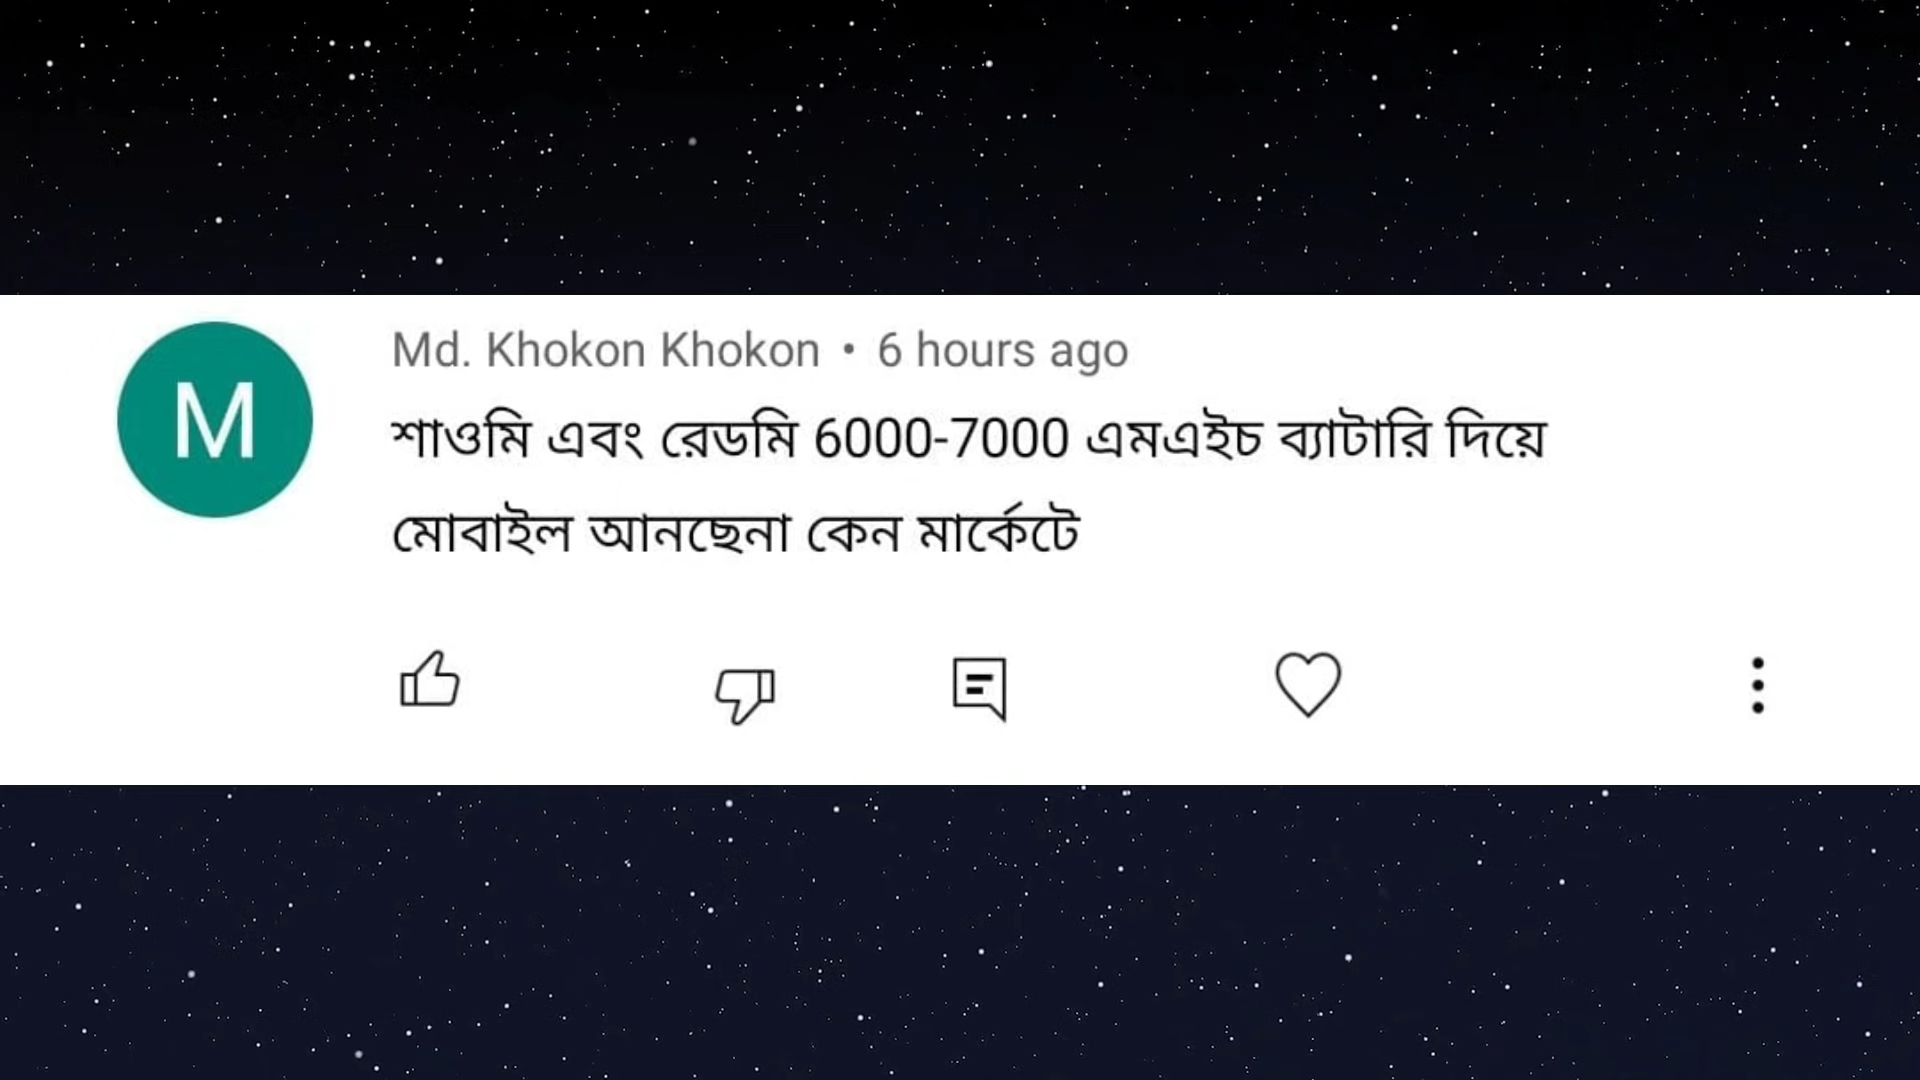 M
Md. Khokon Khokon • 6 hours ago
শাওমি এবং রেডমি 6000-7000 এমএইচ ব্যাটারি দিয়ে
মোবাইল আনছেনা কেন মার্কেটে